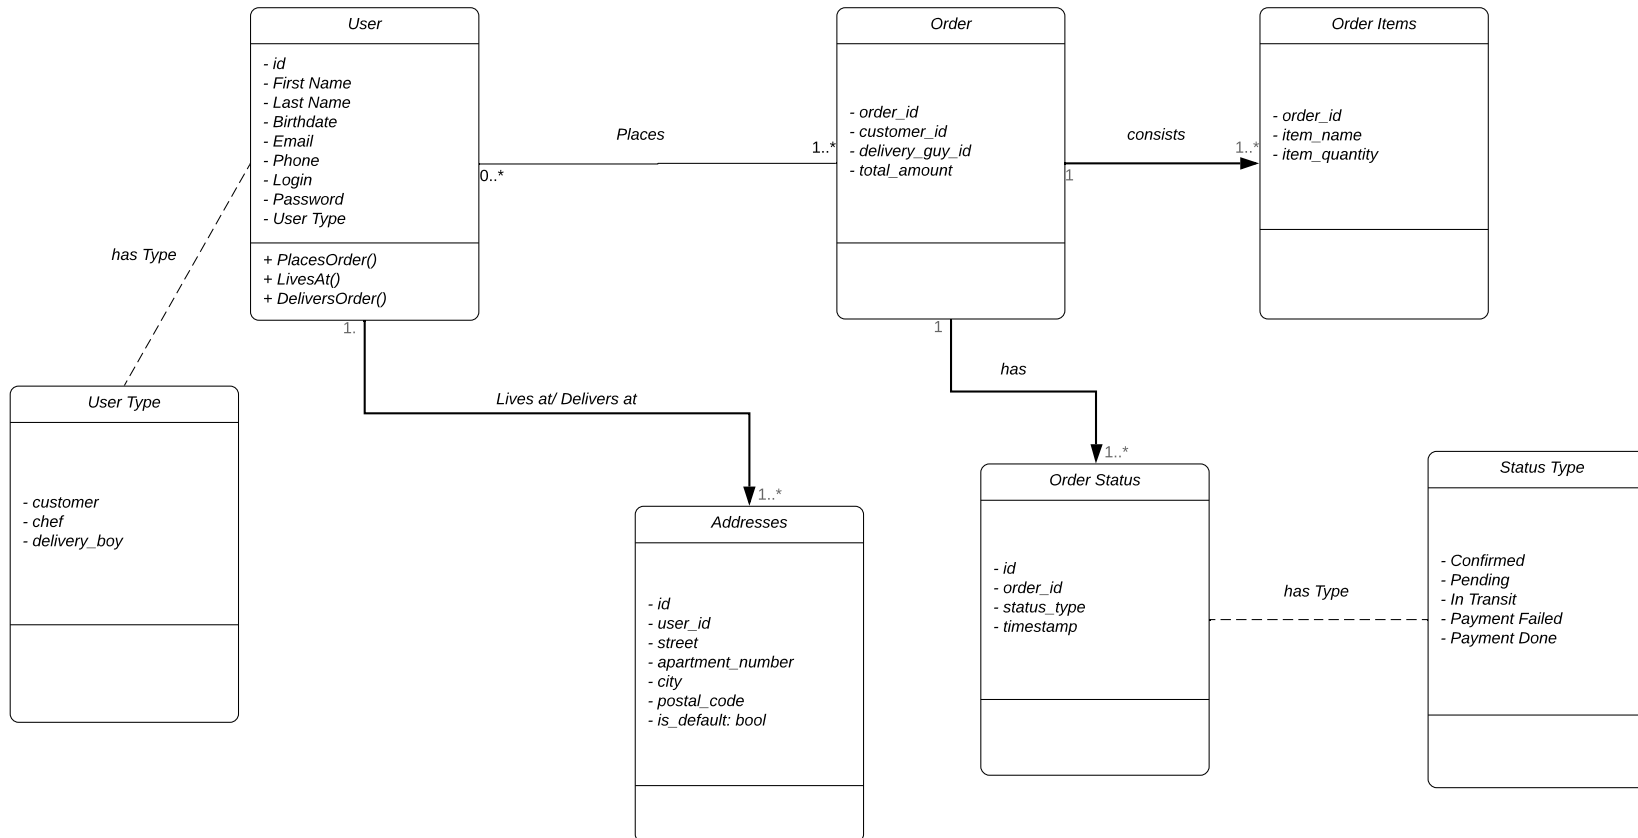 User
- id
- First Name
- Last Name
- Birthdate
- Email
- Phone
- Login
- Password
- User Type
+ PlacesOrder()
+ LivesAt()
+ DeliversOrder()
Places
0..*
1..*
Order
- order_id
- customer_id
- delivery_guy_id
- total_amount
consists
1
1..*
Order Items
- order_id
- item_name
- item_quantity
has Type
User Type
- customer
- chef
- delivery_boy
1.
Lives at/ Delivers at
1..*
Addresses
- id
- user_id
- street
- apartment_number
- city
- postal_code
- is_default: bool
1
has
1..*
Order Status
- id
- order_id
- status_type
- timestamp
has Type
Status Type
- Confirmed
- Pending
- In Transit
- Payment Failed
- Payment Done